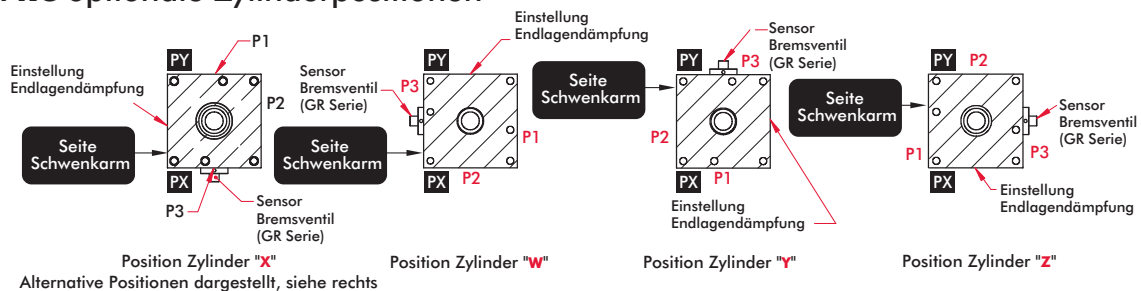 optionale Zylinderpositionen
PY
P1
Einstellung
Endlagendämpfung
P2
Seite
Schwenkarm
PX
P3
Sensor
Bremsventil
(GR Serie)
Position Zylinder "X"
Alternative Positionen dargestellt, siehe rechts
Einstellung
Endlagendämpfung
PY
Sensor
Bremsventil
(GR Serie)
P3
P1
Seite
Schwenkarm
PX
P2
Position Zylinder "W"
Sensor
Bremsventil
(GR Serie)
PY
P3
Seite
Schwenkarm
P2
PX
P1
Einstellung
Endlagendämpfung
Position Zylinder "Y"
PY
P2
Seite
Schwenkarm
Sensor
Bremsventil
(GR Serie)
P1
P3
PX
Einstellung
Endlagendämpfung
Position Zylinder "Z"